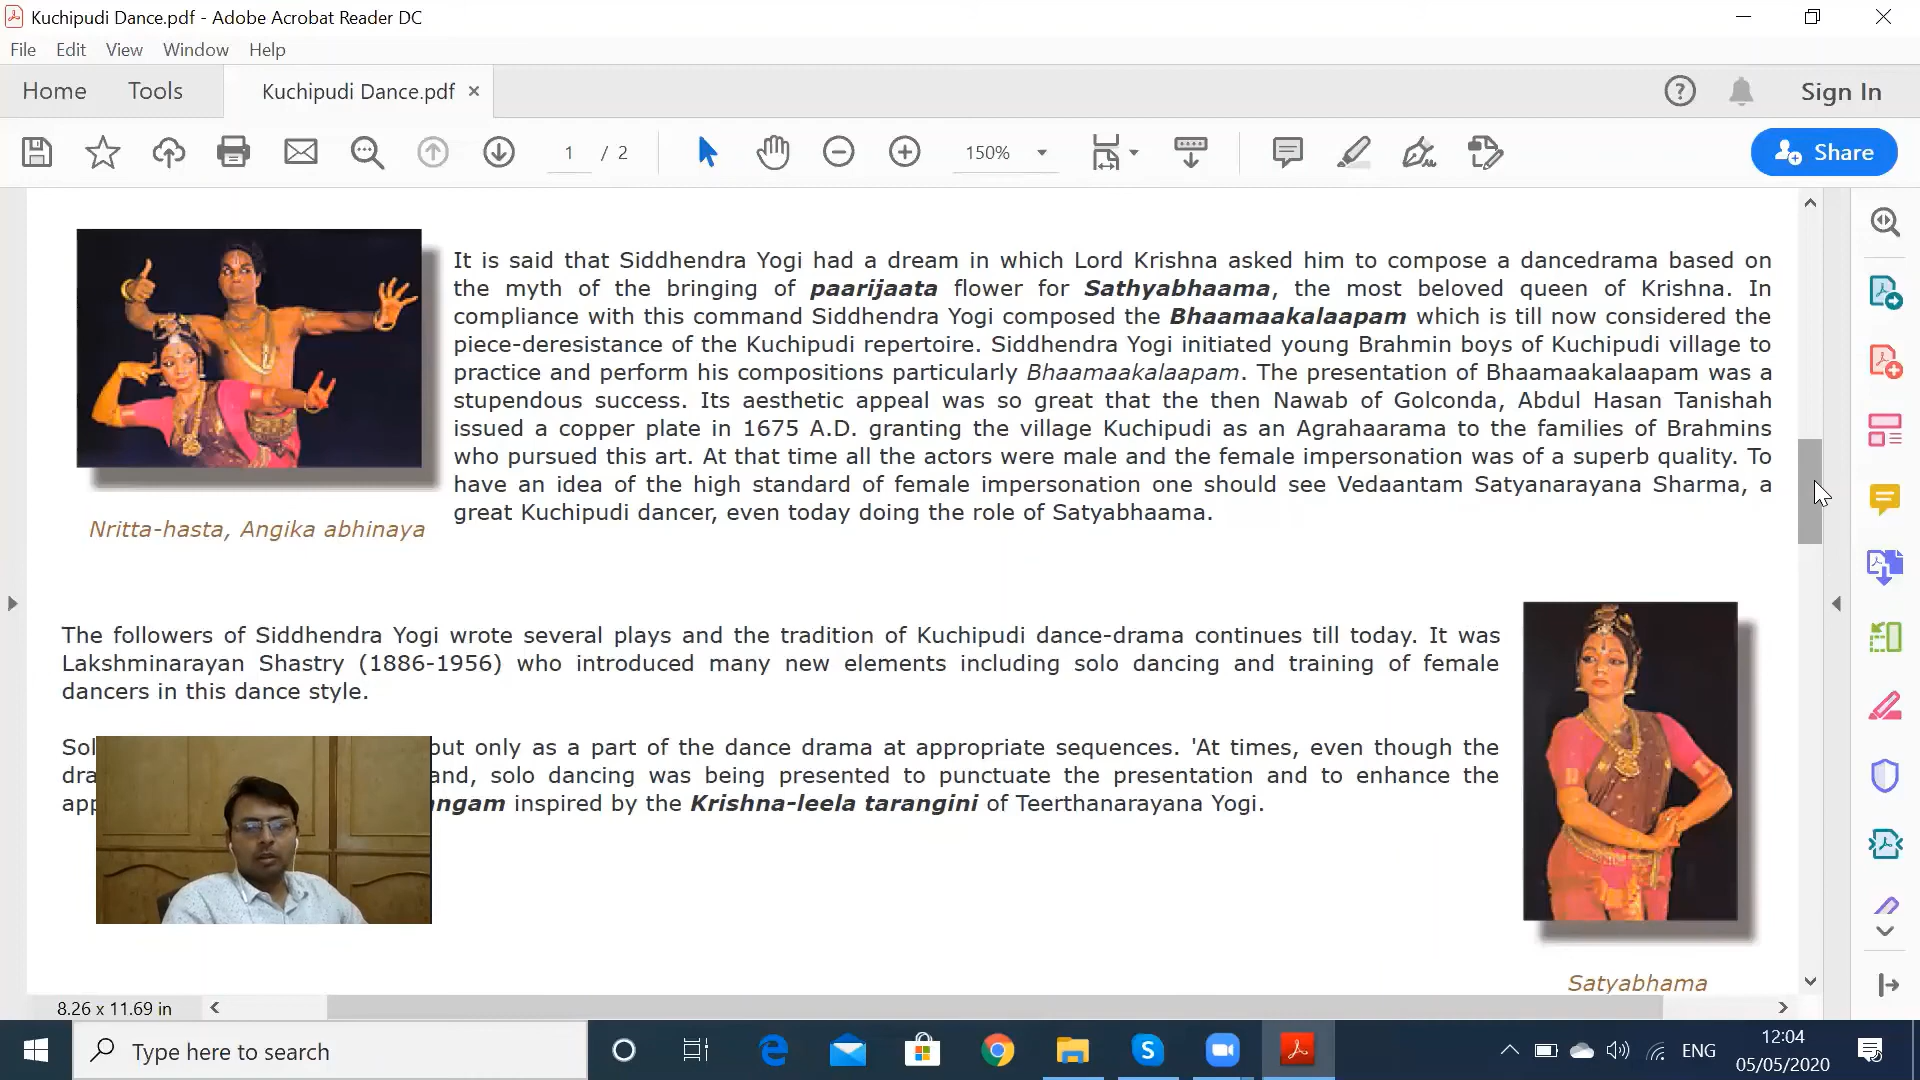 Kuchipudi Dance.pdf - Adobe Acrobat Reader DC
File Edit View Window Help
Home Tools Kuchipudi Dance.pdf × Sign In
1 / 2 150% Share
It is said that Siddhendra Yogi had a dream in which Lord Krishna asked him to compose a dancedrama based on
the myth of the bringing of paarijaata flower for Sathyabhaama, the most beloved queen of Krishna. In
compliance with this command Siddhendra Yogi composed the Bhaamaakalaapam which is till now considered the
piece-deresistance of the Kuchipudi repertoire. Siddhendra Yogi initiated young Brahmin boys of Kuchipudi village to
practice and perform his compositions particularly Bhaamaakalaapam. The presentation of Bhaamaakalaapam was a
stupendous success. Its aesthetic appeal was so great that the then Nawab of Golconda, Abdul Hasan Tanishah
issued a copper plate in 1675 A.D. granting the village Kuchipudi as an Agrahaarama to the families of Brahmins
who pursued this art. At that time all the actors were male and the female impersonation was of a superb quality. To
have an idea of the high standard of female impersonation one should see Vedaantam Satyanarayana Sharma, a
great Kuchipudi dancer, even today doing the role of Satyabhaama.
Nritta-hasta, Angika abhinaya
The followers of Siddhendra Yogi wrote several plays and the tradition of Kuchipudi dance-drama continues till today. It was
Lakshminarayan Shastry (1886-1956) who introduced many new elements including solo dancing and training of female
dancers in this dance style.
but only as a part of the dance drama at appropriate sequences. 'At times, even though the
solo dancing was being presented to punctuate the presentation and to enhance the
inspired by the Krishna-leela tarangini of Teerthanarayana Yogi.
Satyabhama
8.26 x 11.69 in
Type here to search
ENG
12:04
05/05/2020